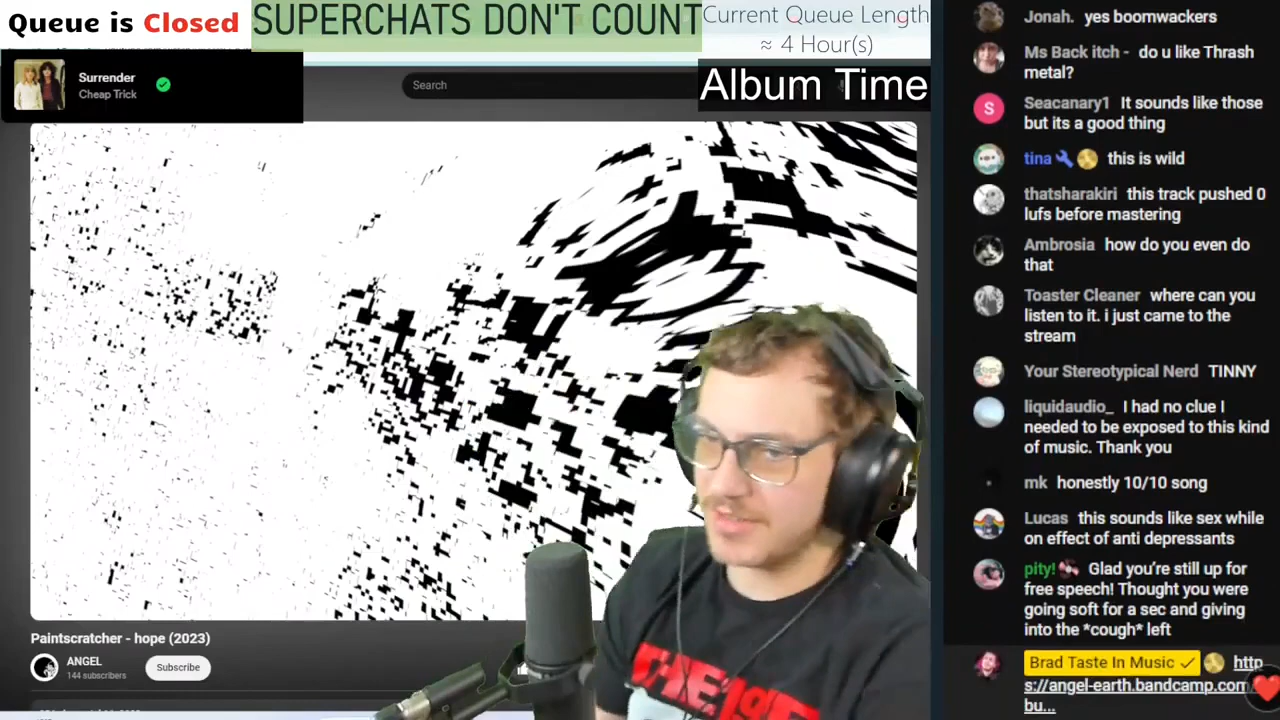 Queue is Closed
SUPERCHATS DON'T COUNT
Current Queue Length
≈ 4 Hour(s)
Surrender
Cheap Trick
Search
Album Time
Paintscratcher - hope (2023)
ANGEL
144 subscribers
Subscribe
Jonah. yes boomwackers
Ms Back itch - do u like Thrash
metal?
Seacanary1 It sounds like those
but its a good thing
tina this is wild
thatsharakiri this track pushed 0
lufs before mastering
Ambrosia how do you even do
that
Toaster Cleaner where can you
listen to it. i just came to the
stream
Your Stereotypical Nerd TINNY
liquidaudio_ I had no clue I
needed to be exposed to this kind
of music. Thank you
mk honestly 10/10 song
Lucas this sounds like sex while
on effect of anti depressants
pity! Glad you're still up for
free speech! Thought you were
going soft for a sec and giving
into the *cough* left
Brad Taste In Music ✓ http
s://angel-earth.bandcamp.com/
bu...